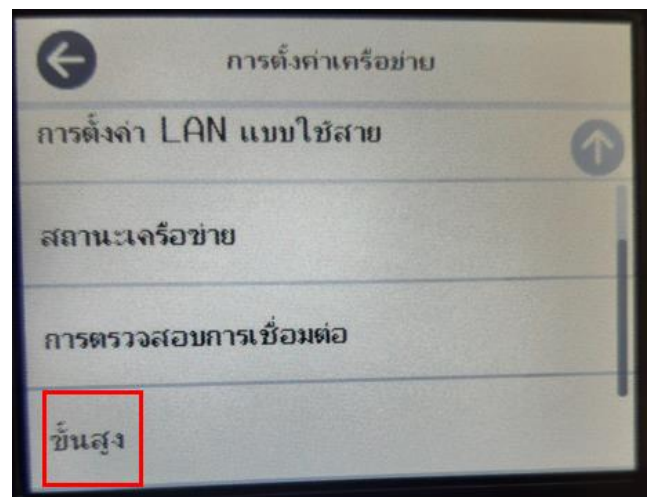 การตั้งค่าเครือข่าย
การตั้งค่า LAN แบบใช้สาย
สถานะเครือข่าย
การตรวจสอบการเชื่อมต่อ
ขั้นสูง